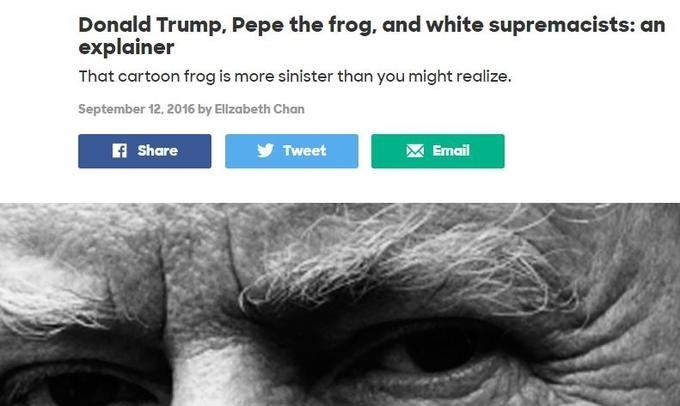 Donald Trump, Pepe the frog, and white supremacists: an
explainer
That cartoon frog is more sinister than you might realize.
September 12, 2016 by Elizabeth Chan
Share
Tweet
Email